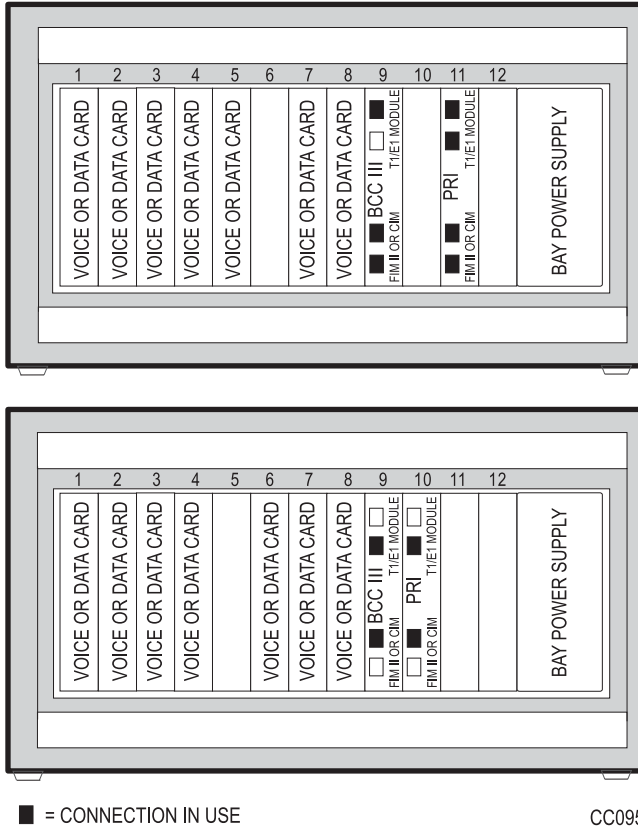 1 2 3 4 5 6 7 8 9 10 11 12
VOICE OR DATA CARD
VOICE OR DATA CARD
VOICE OR DATA CARD
VOICE OR DATA CARD
VOICE OR DATA CARD
VOICE OR DATA CARD
VOICE OR DATA CARD
BCC III
FIM II OR CIM
T1/E1 MODULE
PRI
FIM II OR CIM
T1/E1 MODULE
BAY POWER SUPPLY
1 2 3 4 5 6 7 8 9 10 11 12
VOICE OR DATA CARD
VOICE OR DATA CARD
VOICE OR DATA CARD
VOICE OR DATA CARD
VOICE OR DATA CARD
VOICE OR DATA CARD
VOICE OR DATA CARD
BCC III
FIM II OR CIM
T1/E1 MODULE
PRI
FIM II OR CIM
T1/E1 MODULE
BAY POWER SUPPLY
= CONNECTION IN USE
CC095